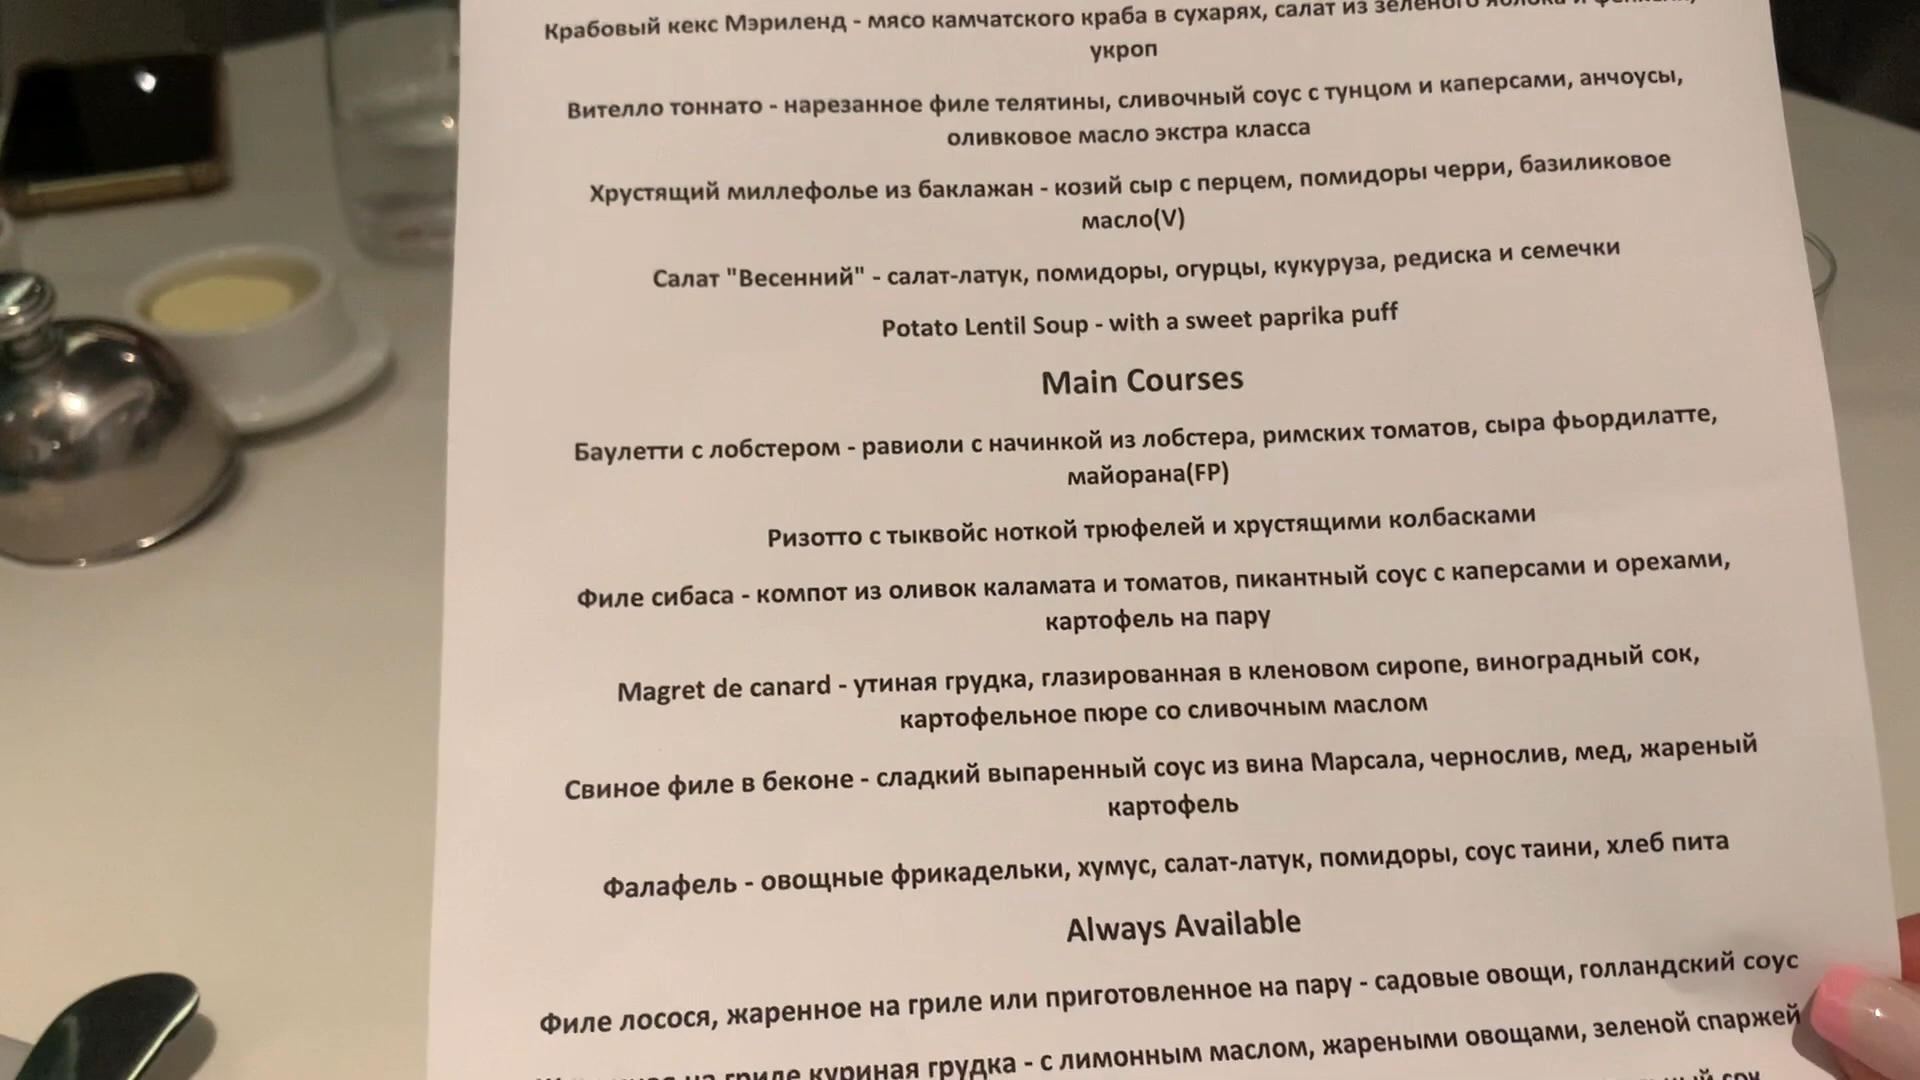 Крабовый кекс Мэриленд - мясо камчатского краба в сухарях, салат из зеленого яблока и
укроп
Вителло тоннато - нарезанное филе телятины, сливочный соус с тунцом и каперсами, анчоусы,
оливковое масло экстра класса
Хрустящий миллефолье из баклажан - козий сыр с перцем, помидоры черри, базиликовое
масло(V)
Салат "Весенний" - салат-латук, помидоры, огурцы, кукуруза, редиска и семечки
Potato Lentil Soup - with a sweet paprika puff
Main Courses
Баулетти с лобстером - равиоли с начинкой из лобстера, римских томатов, сыра фьордилатте,
майорана(FP)
Ризотто с тыквойс ноткой трюфелей и хрустящими колбасками
Филе сибаса - компот из оливок каламата и томатов, пикантный соус с каперсами и орехами,
картофель на пару
Magret de canard - утиная грудка, глазированная в кленовом сиропе, виноградный сок,
картофельное пюре со сливочным маслом
Свиное филе в беконе - сладкий выпаренный соус из вина Марсала, чернослив, мед, жареный
картофель
Фалафель - овощные фрикадельки, хумус, салат-латук, помидоры, соус таини, хлеб пита
Always Available
Филе лосося, жаренное на гриле или приготовленное на пару - садовые овощи, голландский соус
на гриле куриная грудка - с лимонным маслом, жареными овощами, зеленой спаржей